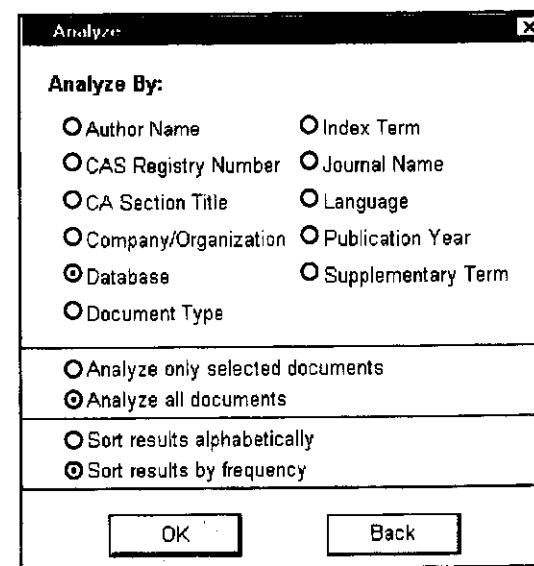 Analyze
Analyze By:
Author Name
CAS Registry Number
CA Section Title
Company/Organization
Database
Document Type
Index Term
Journal Name
Language
Publication Year
Supplementary Term
Analyze only selected documents
Analyze all documents
Sort results alphabetically
Sort results by frequency
OK
Back